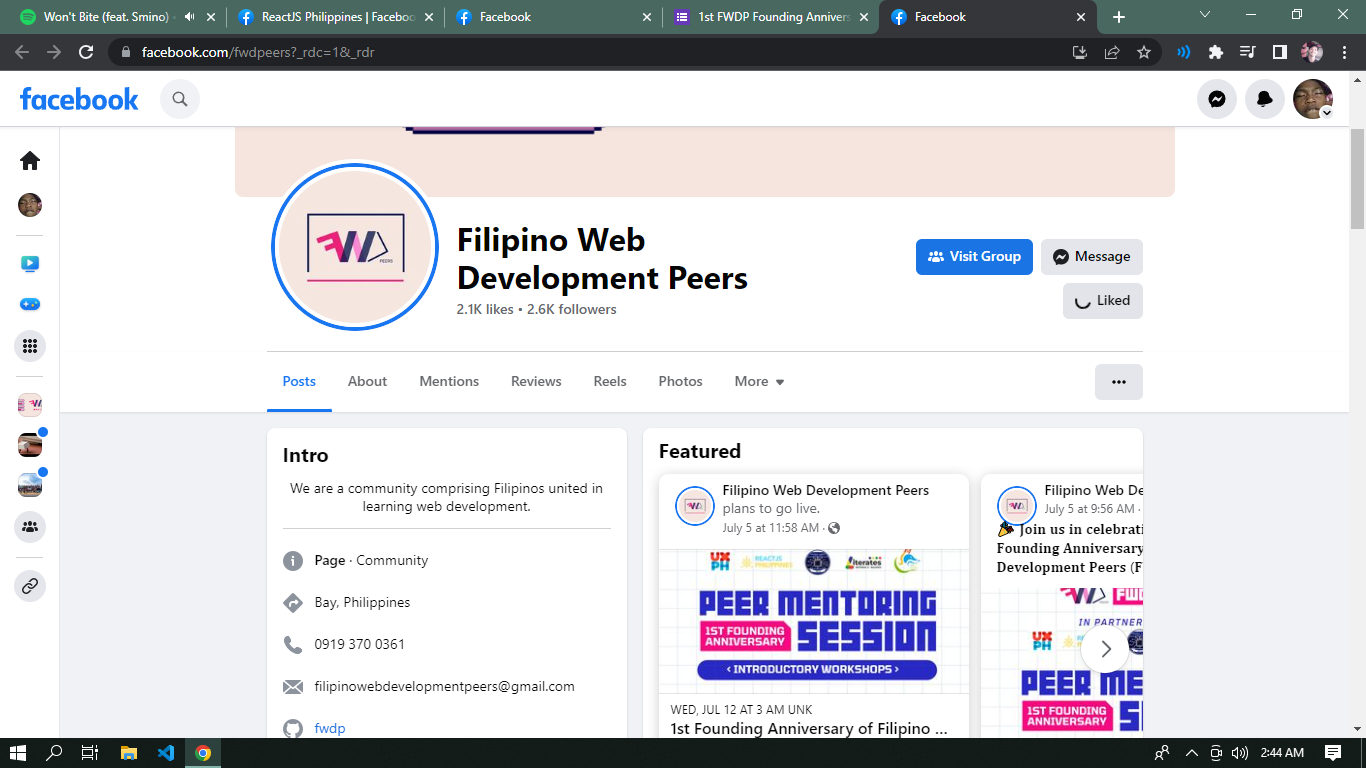 Won't Bite (feat. Smino) ·
ReactJS Philippines | Faceboo
Facebook
1st FWDP Founding Annivers
Facebook
facebook.com/fwdpeers?_rdc=1&_rdr
facebook
FW
PEERS
Filipino Web
Development Peers
2.1K likes • 2.6K followers
Visit Group
Message
Liked
Posts
About
Mentions
Reviews
Reels
Photos
More
Intro
We are a community comprising Filipinos united in
learning web development.
Page · Community
Bay, Philippines
0919 370 0361
filipinowebdevelopmentpeers@gmail.com
fwdp
Featured
Filipino Web Development Peers
plans to go live.
July 5 at 11:58 AM ·
UXPH
REACTJS
PHILIPPINES
iterates
PEER MENTORING
1ST FOUNDING
ANNIVERSARY
SESSION
< INTRODUCTORY WORKSHOPS >
WED, JUL 12 AT 3 AM UNK
1st Founding Anniversary of Filipino ...
Filipino Web De
July 5 at 9:56 AM ·
Join us in celebrati
Founding Anniversary
Development Peers (F
IN PARTNER
UXPH
PEER ME
1ST FOUNDING
ANNIVERSARY
2:44 AM